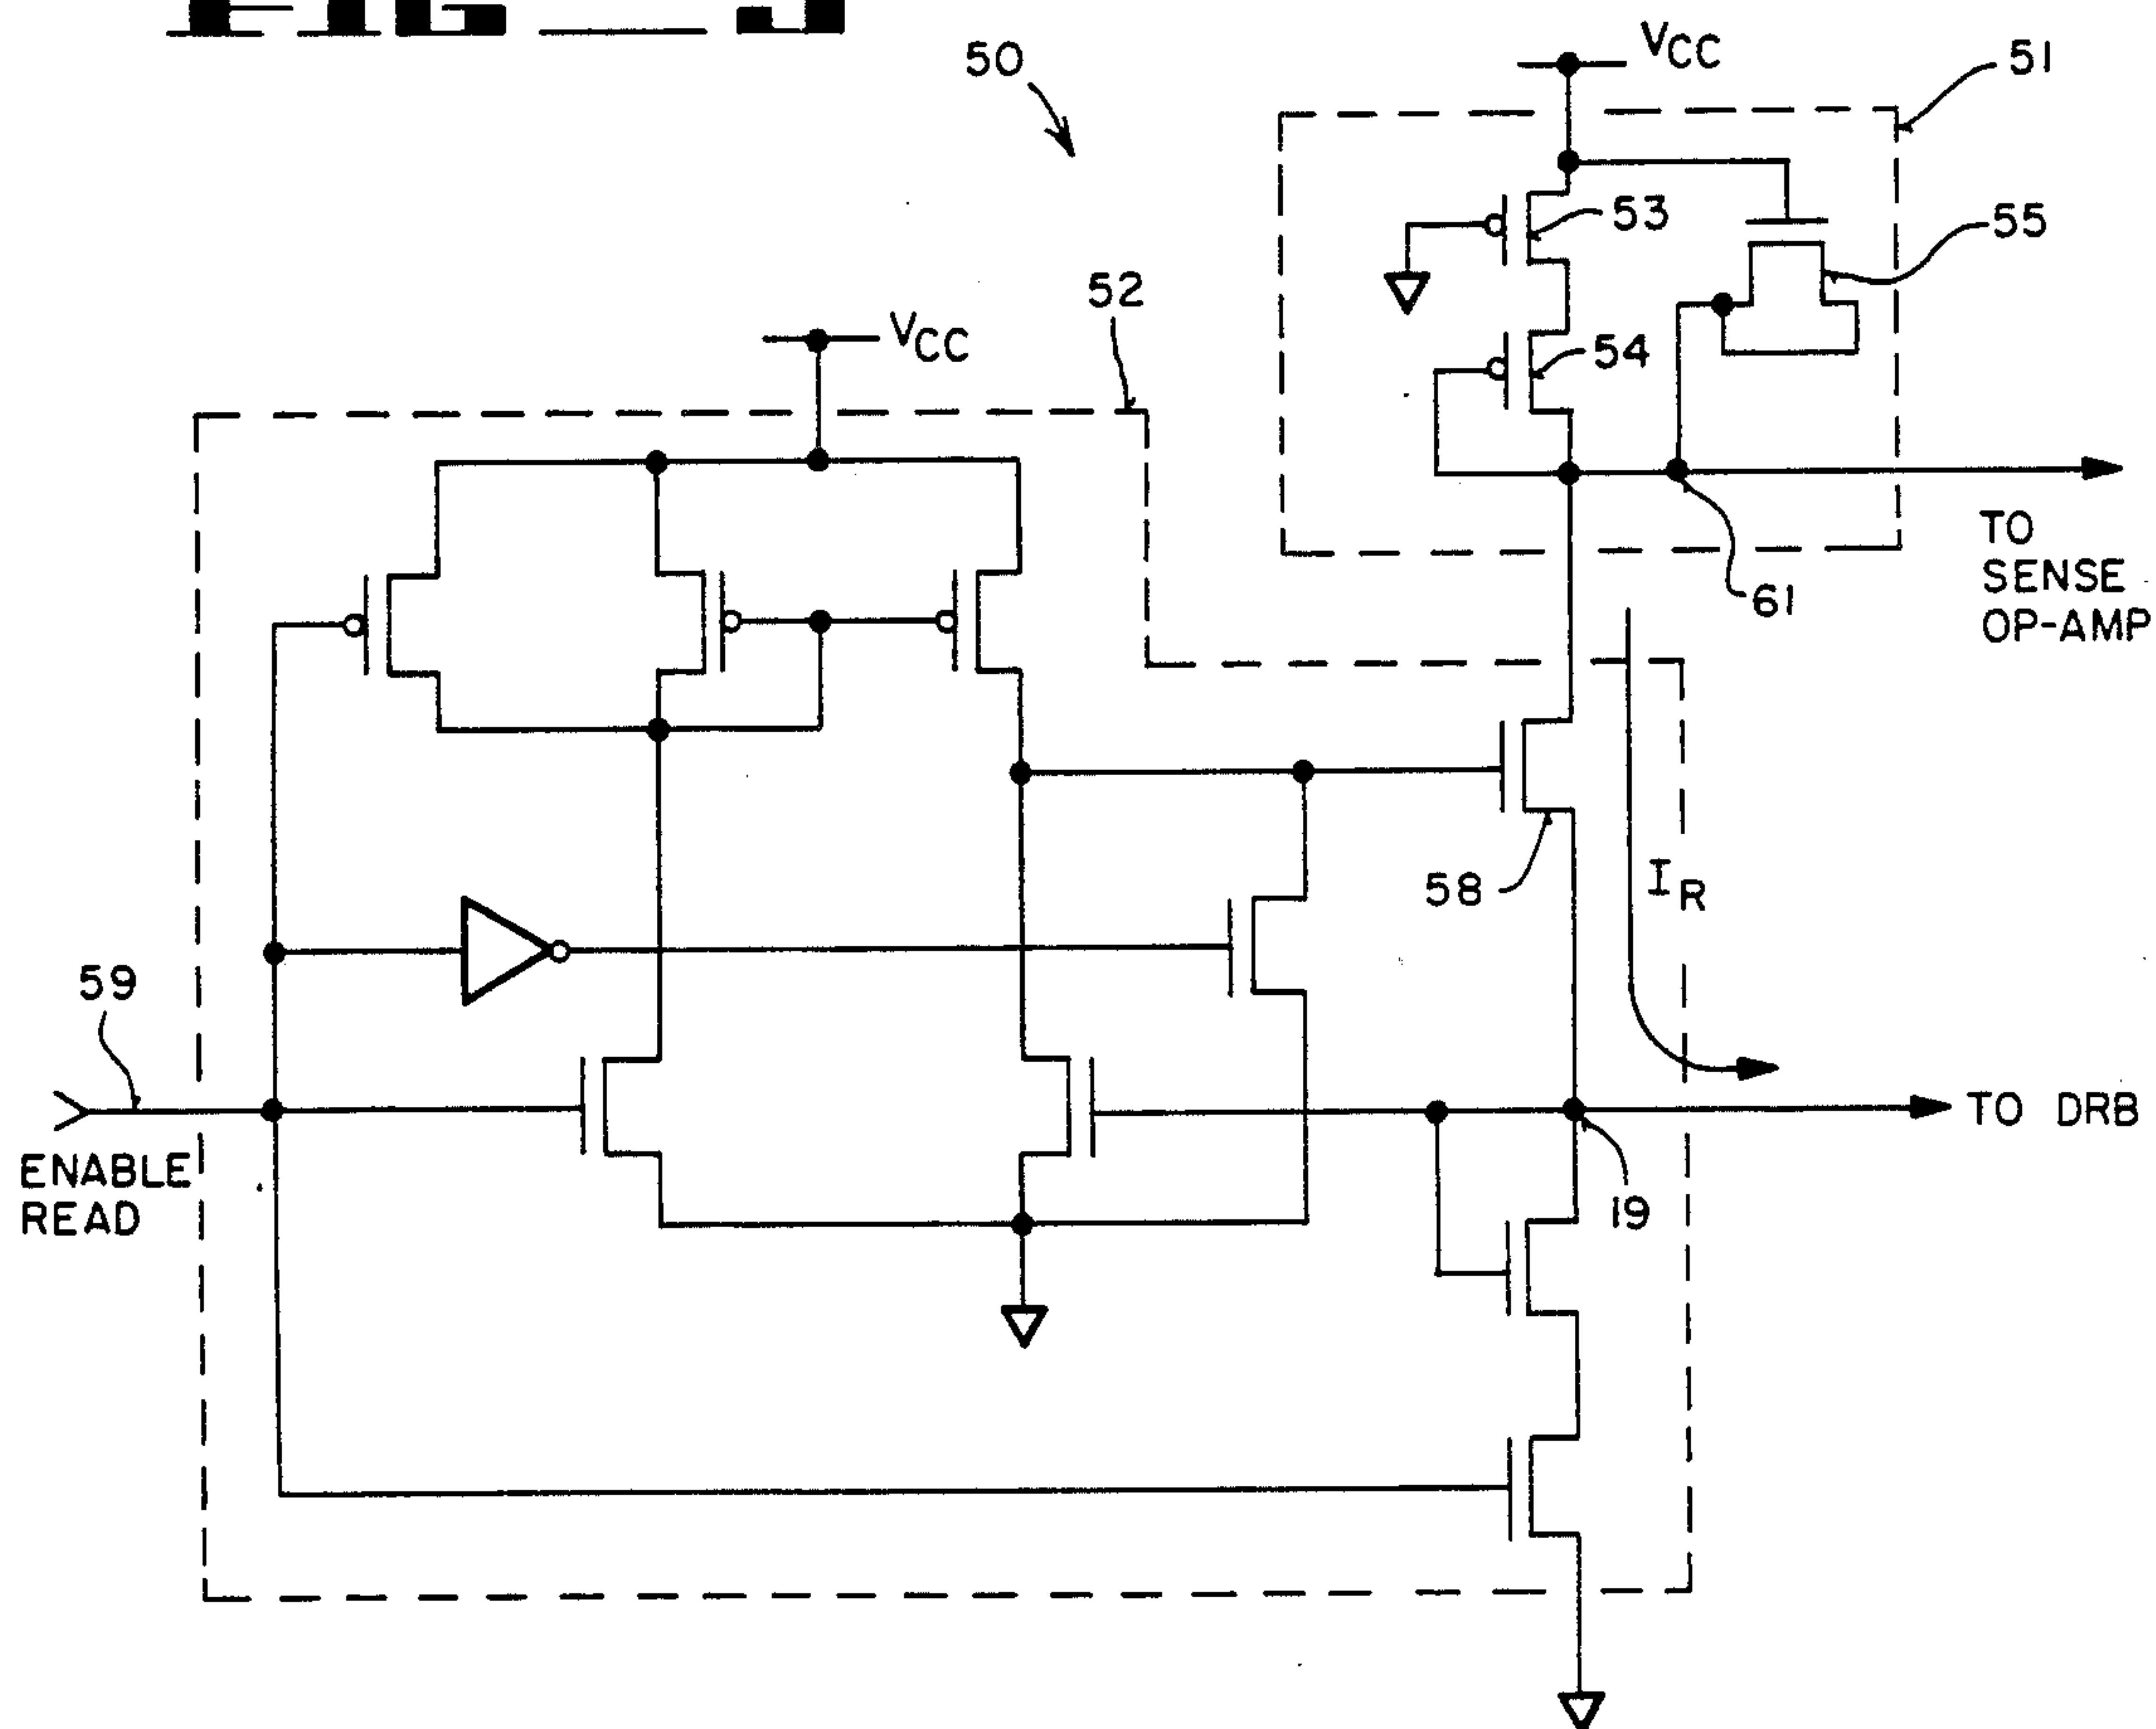 FIG
50
VCC
51
53
55
52
54
VCC
TO
SENSE
OP-AMP
61
58
IR
59
ENABLE
READ
TO DRB
19